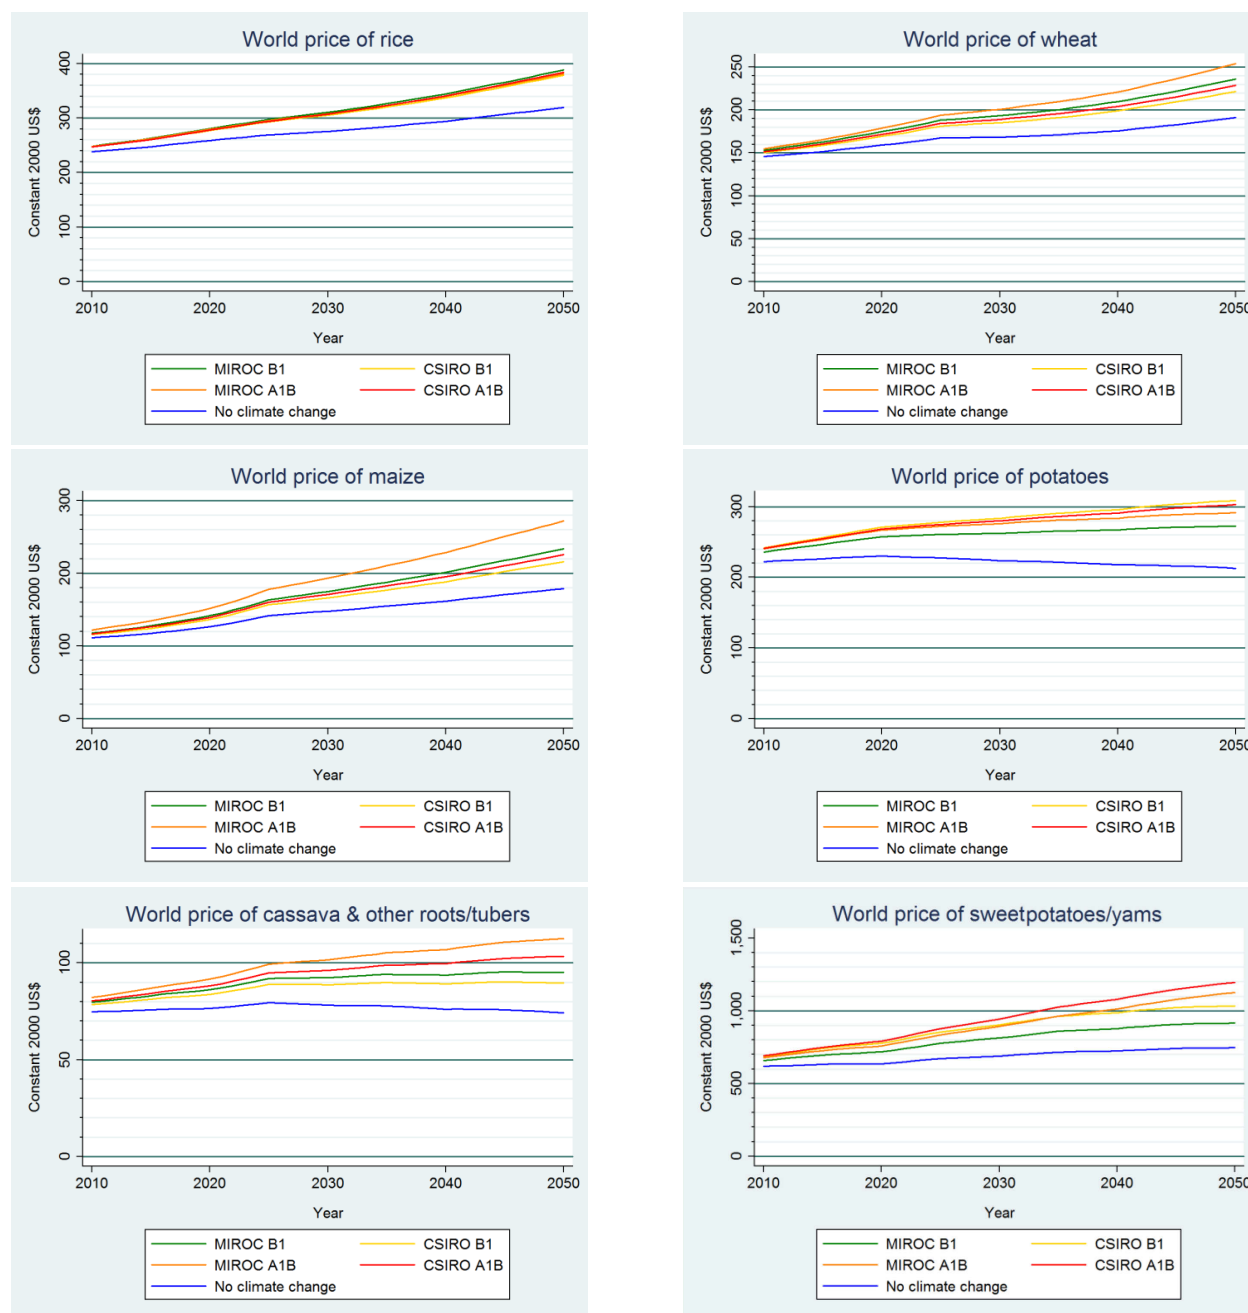 World price of rice
Constant 2000 US$
400
300
200
100
0
2010 2020 2030 2040 2050
Year
MIROC B1 CSIRO B1
MIROC A1B CSIRO A1B
No climate change
World price of wheat
Constant 2000 US$
250
200
150
100
50
0
2010 2020 2030 2040 2050
Year
MIROC B1 CSIRO B1
MIROC A1B CSIRO A1B
No climate change
World price of maize
Constant 2000 US$
300
200
100
0
2010 2020 2030 2040 2050
Year
MIROC B1 CSIRO B1
MIROC A1B CSIRO A1B
No climate change
World price of potatoes
Constant 2000 US$
300
200
100
0
2010 2020 2030 2040 2050
Year
MIROC B1 CSIRO B1
MIROC A1B CSIRO A1B
No climate change
World price of cassava & other roots/tubers
Constant 2000 US$
100
50
0
2010 2020 2030 2040 2050
Year
MIROC B1 CSIRO B1
MIROC A1B CSIRO A1B
No climate change
World price of sweetpotatoes/yams
Constant 2000 US$
1,500
1,000
500
0
2010 2020 2030 2040 2050
Year
MIROC B1 CSIRO B1
MIROC A1B CSIRO A1B
No climate change